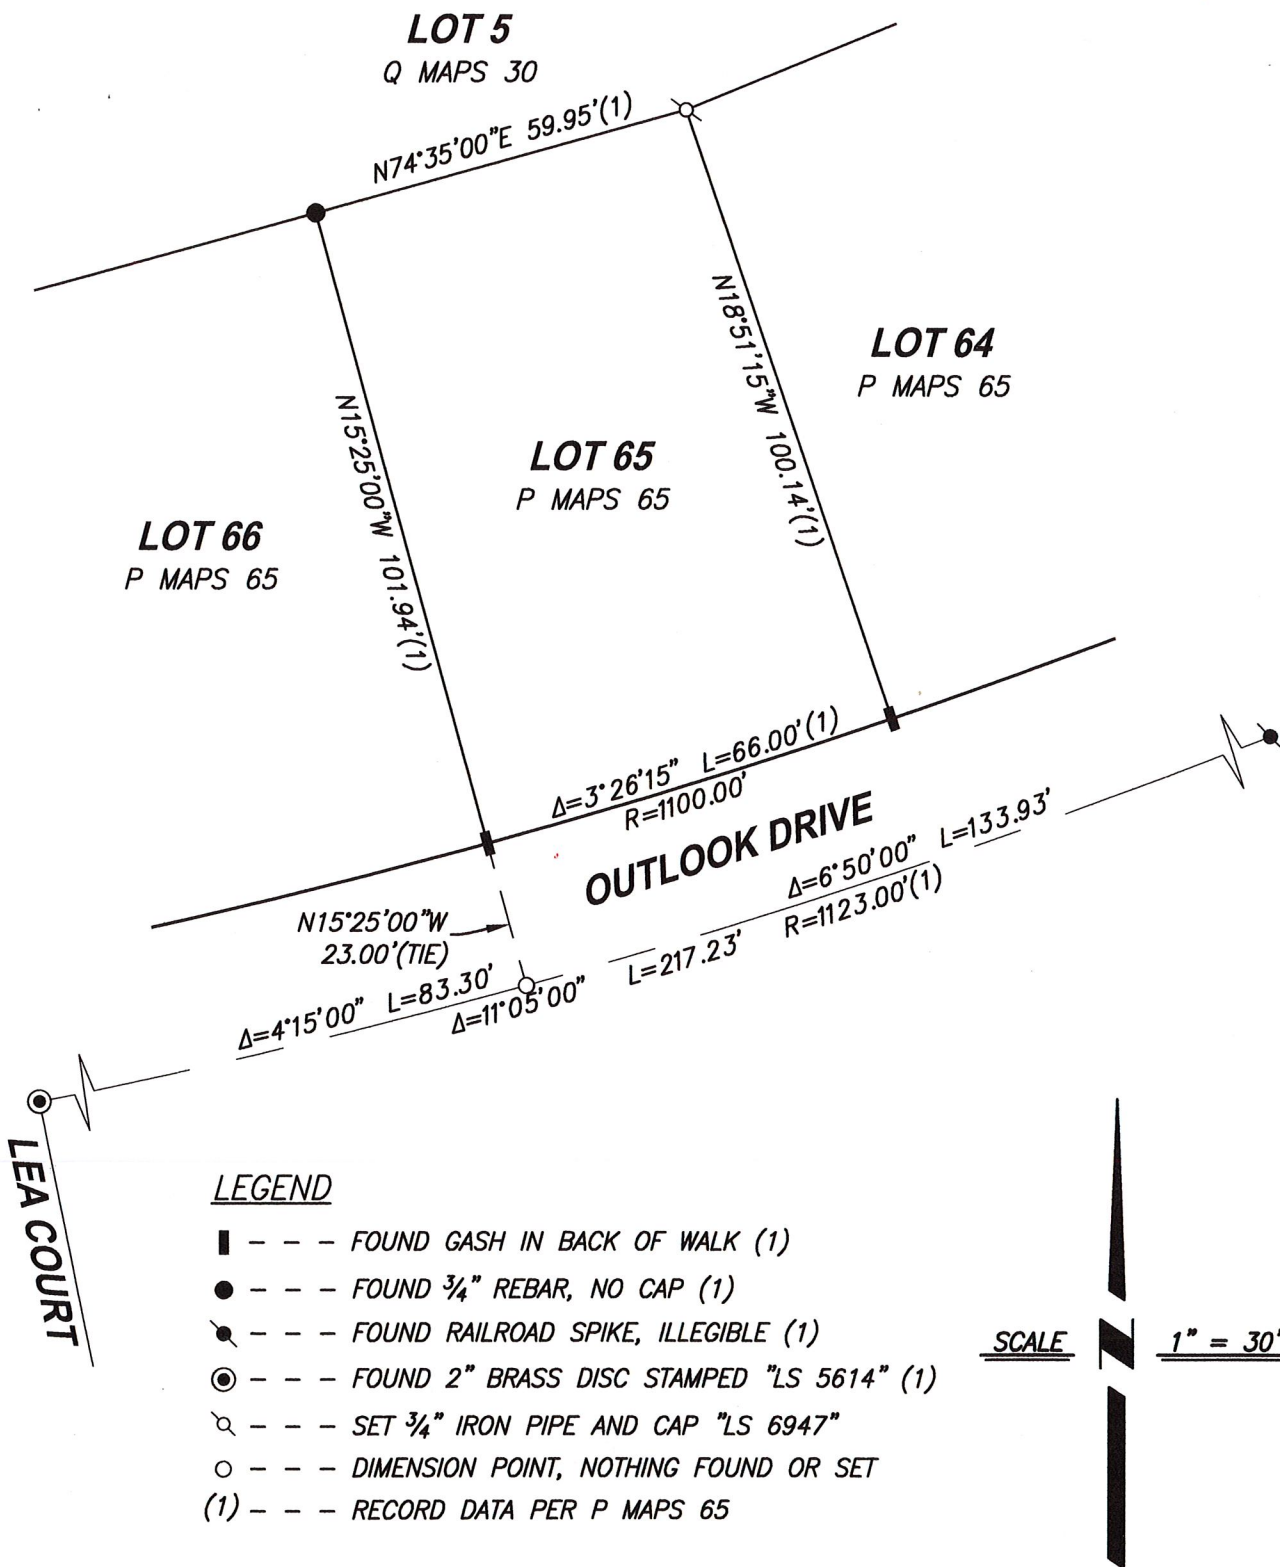 LOT 5
Q MAPS 30
N74°35'00"E 59.95'(1)
N18°51'15"W 100.14'(1)
LOT 64
P MAPS 65
N15°25'00"W 101.94'(1)
LOT 65
P MAPS 65
LOT 66
P MAPS 65
Δ=3°26'15" L=66.00'(1)
R=1100.00'
OUTLOOK DRIVE
Δ=6°50'00" L=133.93'
R=1123.00'(1)
N15°25'00"W
23.00'(TIE)
L=217.23'
Δ=4°15'00" L=83.30'
Δ=11°05'00"
LEA COURT
LEGEND
FOUND GASH IN BACK OF WALK (1)
FOUND ¾" REBAR, NO CAP (1)
FOUND RAILROAD SPIKE, ILLEGIBLE (1)
FOUND 2" BRASS DISC STAMPED "LS 5614" (1)
SET ¾" IRON PIPE AND CAP "LS 6947"
DIMENSION POINT, NOTHING FOUND OR SET
(1) - - - RECORD DATA PER P MAPS 65
SCALE N 1" = 30'